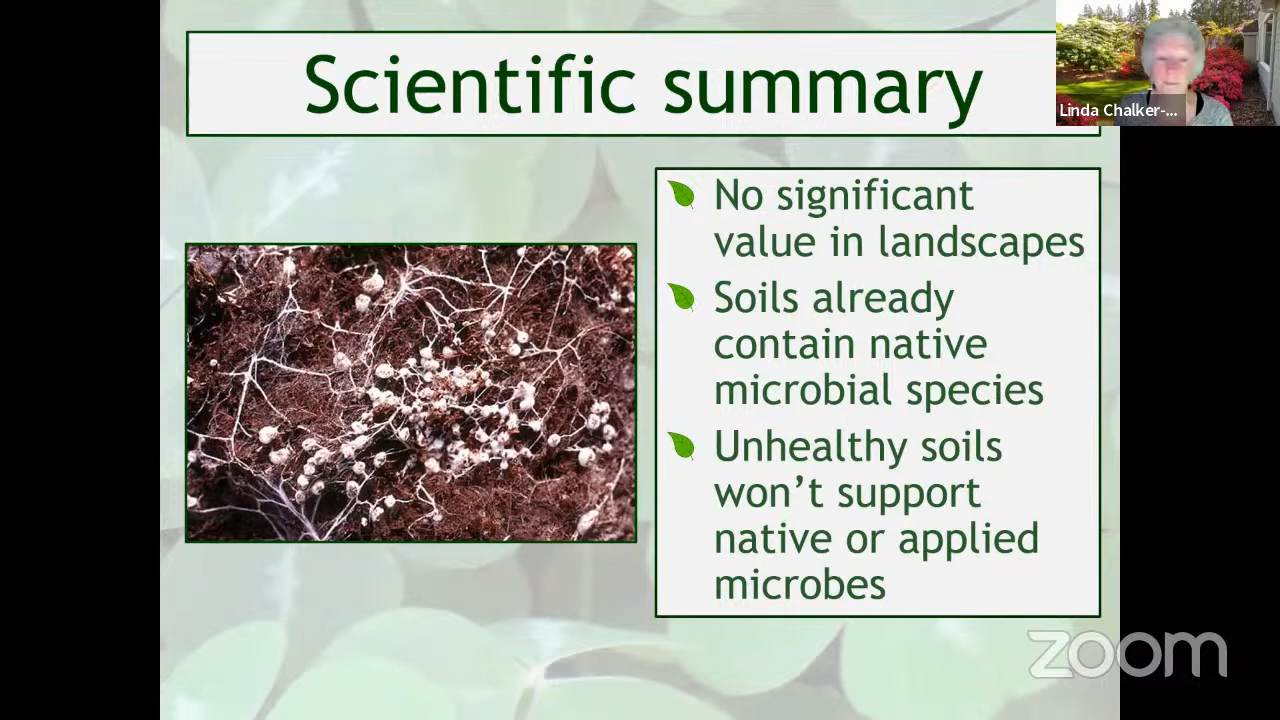 Scientific summary
Linda Chalker-...
No significant
value in landscapes
Soils already
contain native
microbial species
Unhealthy soils
won’t support
native or applied
microbes
zoom